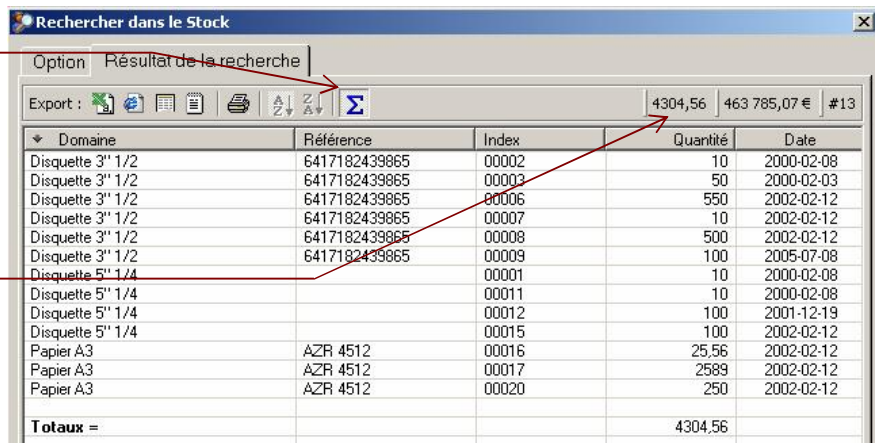 Rechercher dans le Stock
Option Résultat de la recherche
Export : A Z Z A Σ 4304,56 463 785,07 € #13
Domaine Référence Index Quantité Date
Disquette 3'' 1/2 6417182439865 00002 10 2000-02-08
Disquette 3'' 1/2 6417182439865 00003 50 2000-02-03
Disquette 3'' 1/2 6417182439865 00006 550 2002-02-12
Disquette 3'' 1/2 6417182439865 00007 10 2002-02-12
Disquette 3'' 1/2 6417182439865 00008 500 2002-02-12
Disquette 3'' 1/2 6417182439865 00009 100 2005-07-08
Disquette 5'' 1/4 00001 10 2000-02-08
Disquette 5'' 1/4 00011 10 2000-02-08
Disquette 5'' 1/4 00012 100 2001-12-19
Disquette 5'' 1/4 00015 100 2002-02-12
Papier A3 AZR 4512 00016 25,56 2002-02-12
Papier A3 AZR 4512 00017 2589 2002-02-12
Papier A3 AZR 4512 00020 250 2002-02-12
Totaux = 4304,56